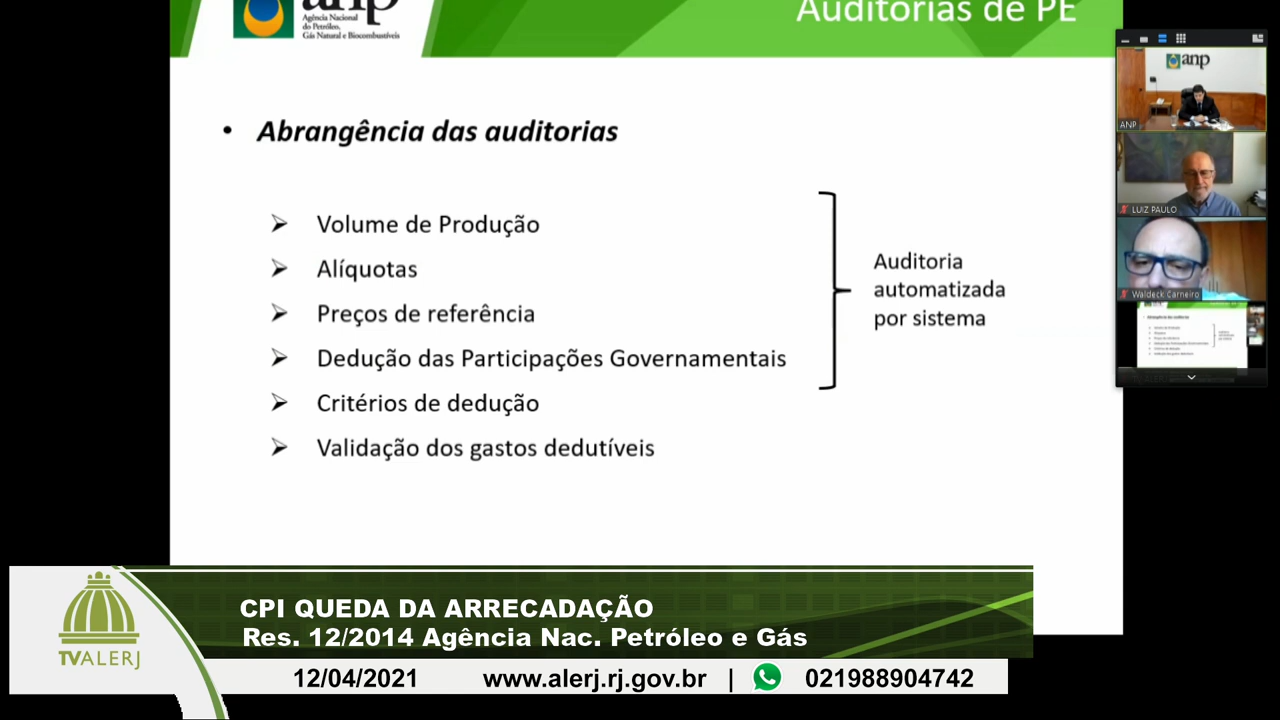 anp
Agência Nacional
do Petróleo,
Gás Natural e Biocombustíveis
Auditorias de PE
• Abrangência das auditorias
➢ Volume de Produção
➢ Alíquotas
➢ Preços de referência
➢ Dedução das Participações Governamentais
➢ Critérios de dedução
➢ Validação dos gastos dedutíveis
Auditoria
automatizada
por sistema
anp
ANP
LUIZ PAULO
Waldeck Carneiro
TVALERJ
CPI QUEDA DA ARRECADAÇÃO
Res. 12/2014 Agência Nac. Petróleo e Gás
12/04/2021 www.alerj.rj.gov.br | 021988904742